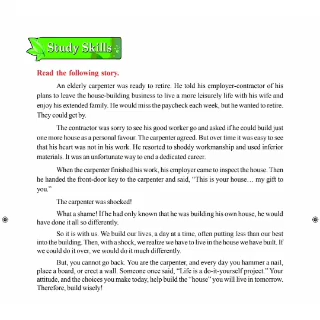 Study Skills
Read the following story.
An elderly carpenter was ready to retire. He told his employer-contractor of his
plans to leave the house-building business to live a more leisurely life with his wife and
enjoy his extended family. He would miss the paycheck each week, but he wanted to retire.
They could get by.
The contractor was sorry to see his good worker go and asked if he could build just
one more house as a personal favour. The carpenter agreed. But over time it was easy to see
that his heart was not in his work. He resorted to shoddy workmanship and used inferior
materials. It was an unfortunate way to end a dedicated career.
When the carpenter finished his work, his employer came to inspect the house. Then
he handed the front-door key to the carpenter and said, “This is your house.... my gift to
you.”
The carpenter was shocked!
What a shame! If he had only known that he was building his own house, he would
have done it all so differently.
So it is with us. We build our lives, a day at a time, often putting less than our best
into the building. Then, with a shock, we realize we have to live in the house we have built. If
we could do it over, we would do it much differently.
But, you cannot go back. You are the carpenter, and every day you hammer a nail,
place a board, or erect a wall. Someone once said, “Life is a do-it-yourself project.” Your
attitude, and the choices you make today, help build the “house” you will live in tomorrow.
Therefore, build wisely!